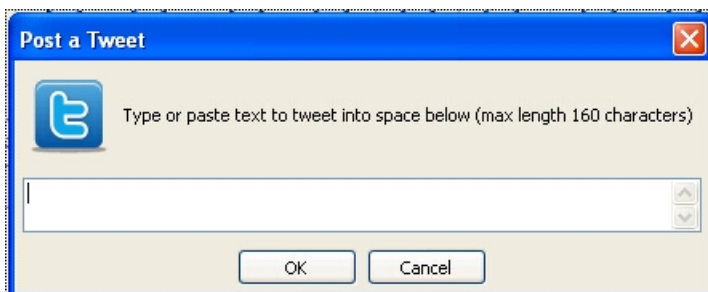 Post a Tweet
t
Type or paste text to tweet into space below (max length 160 characters)
OK
Cancel